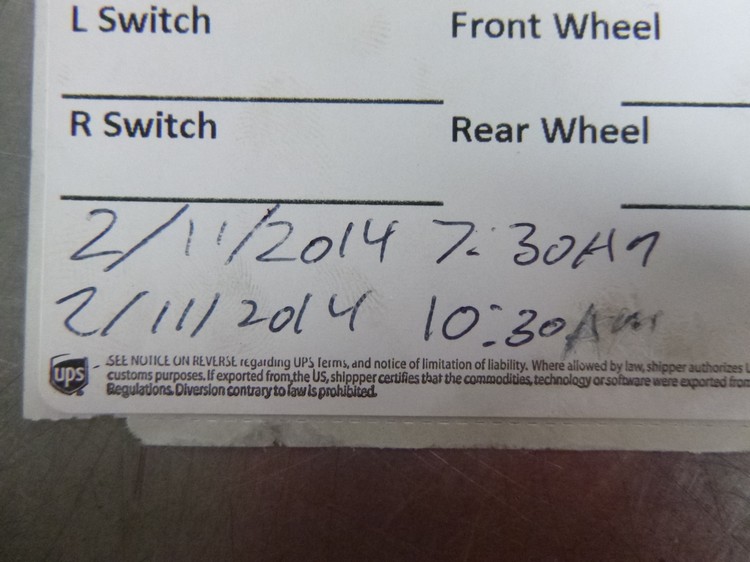 L Switch Front Wheel
R Switch Rear Wheel
2/11/2014 7:30AM
2/11/2014 10:30AM
ups SEE NOTICE ON REVERSE regarding UPS Terms, and notice of limitation of liability. Where allowed by law, shipper authorizes
customs purposes. If exported from the US, shippper certifies that the commodities, technology or software were exported from
Regulations. Diversion contrary to law is prohibited.